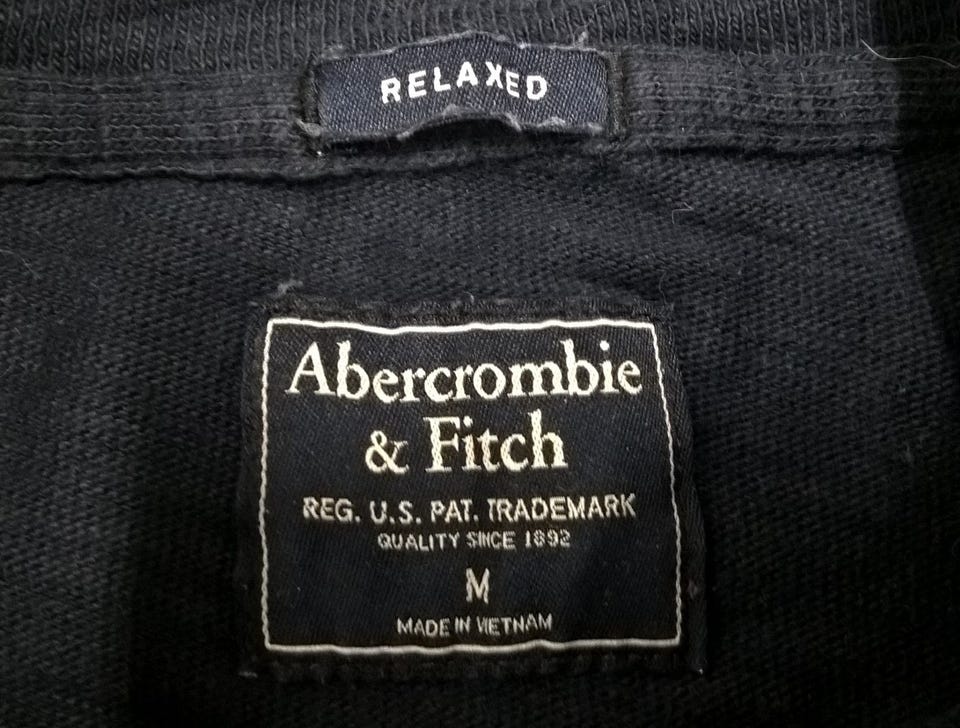 RELAXED
Abercrombie
& Fitch
REG. U.S. PAT. TRADEMARK
QUALITY SINCE 1892
M
MADE IN VIETNAM